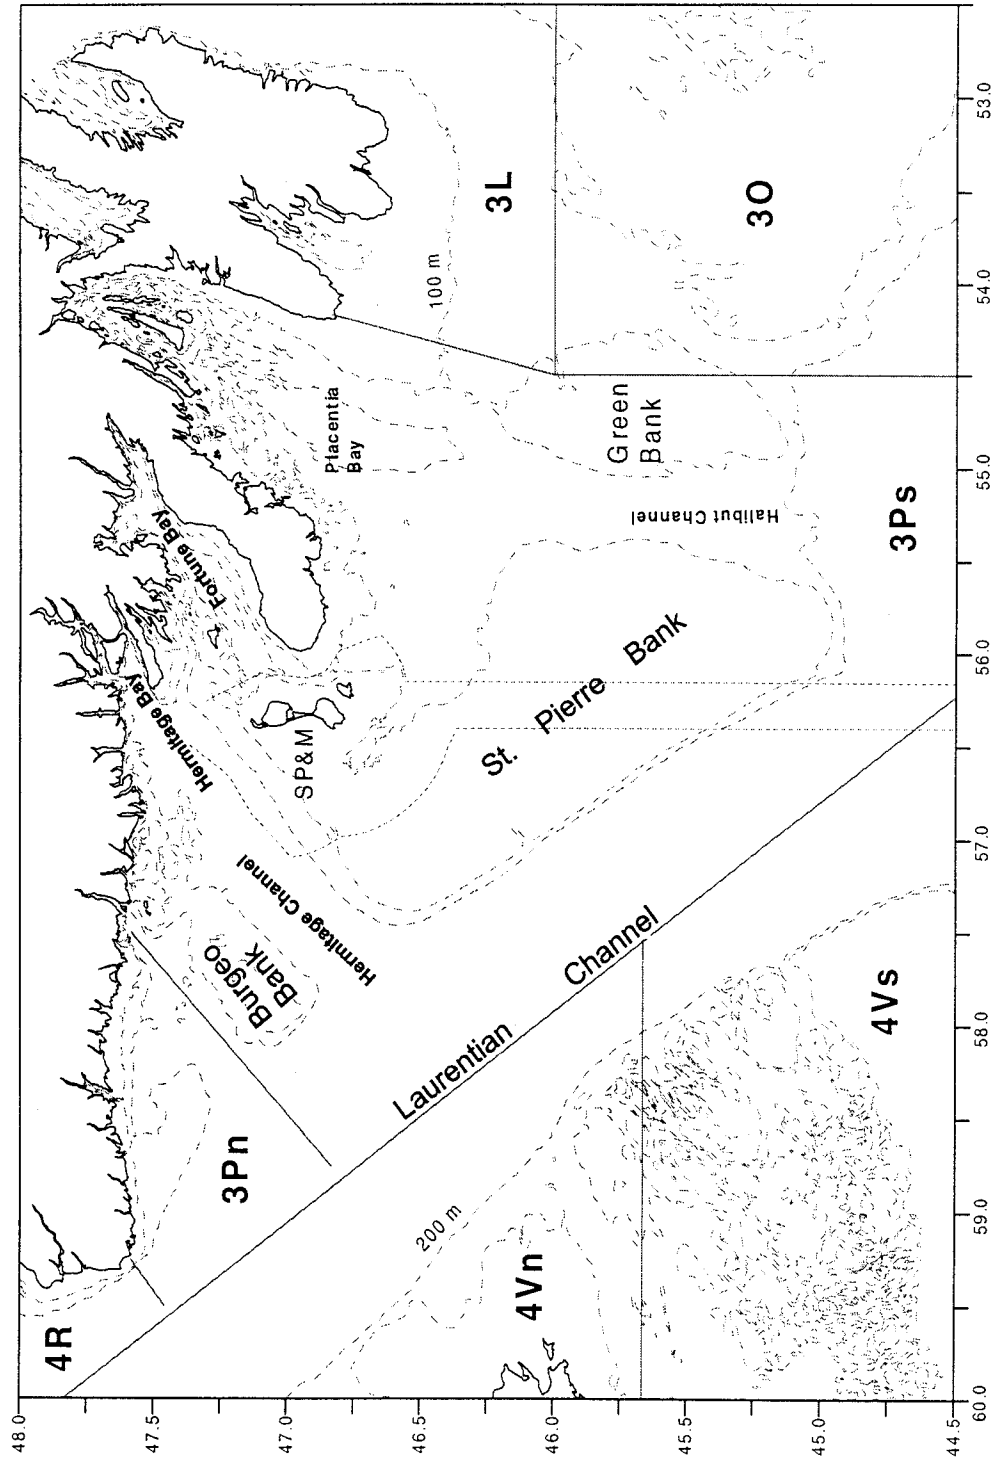 48.0
47.5
47.0
46.5
46.0
45.5
45.0
44.5
60.0
59.0
58.0
57.0
56.0
55.0
54.0
53.0
4R
3Pn
4Vn
4Vs
3Ps
3L
3O
200 m
100 m
Laurentian Channel
Burgeo
Bank
Hermitage Channel
Hermitage Bay
Fortune Bay
SP&M
St. Pierre Bank
Placentia
Bay
Halibut Channel
Green
Bank